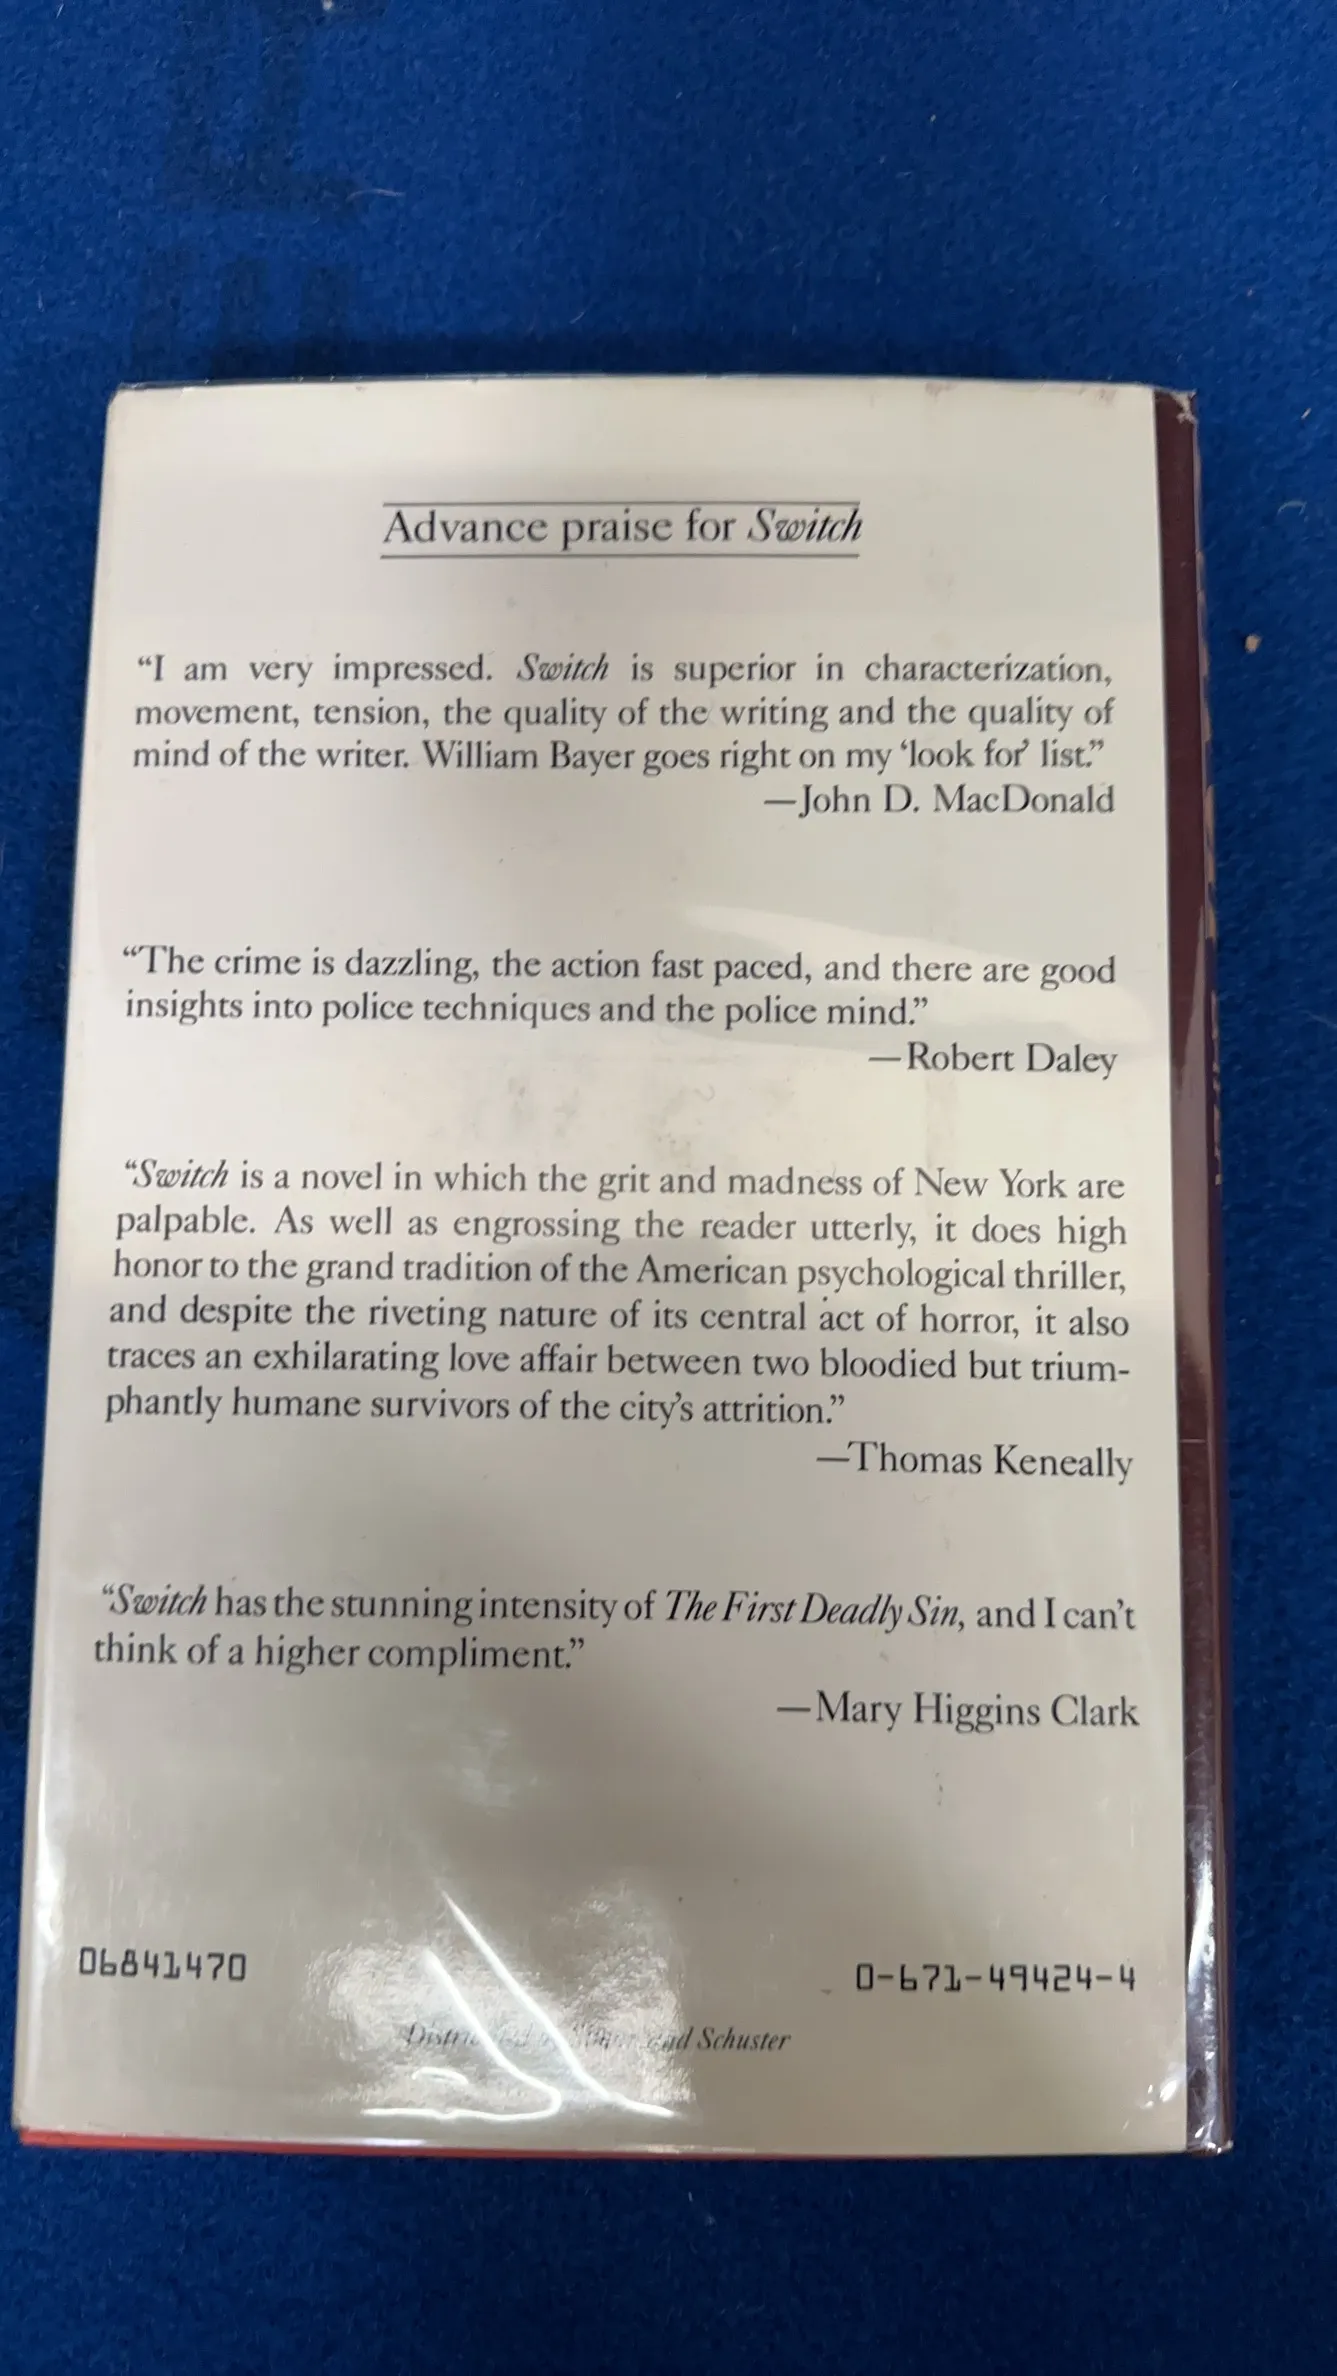 Advance praise for Switch
“I am very impressed. Switch is superior in characterization,
movement, tension, the quality of the writing and the quality of
mind of the writer. William Bayer goes right on my ‘look for’ list.”
—John D. MacDonald
“The crime is dazzling, the action fast paced, and there are good
insights into police techniques and the police mind.”
—Robert Daley
“Switch is a novel in which the grit and madness of New York are
palpable. As well as engrossing the reader utterly, it does high
honor to the grand tradition of the American psychological thriller,
and despite the riveting nature of its central act of horror, it also
traces an exhilarating love affair between two bloodied but trium-
phantly humane survivors of the city’s attrition.”
—Thomas Keneally
“Switch has the stunning intensity of The First Deadly Sin, and I can’t
think of a higher compliment.”
—Mary Higgins Clark
06841470
0-671-49424-4
and Schuster